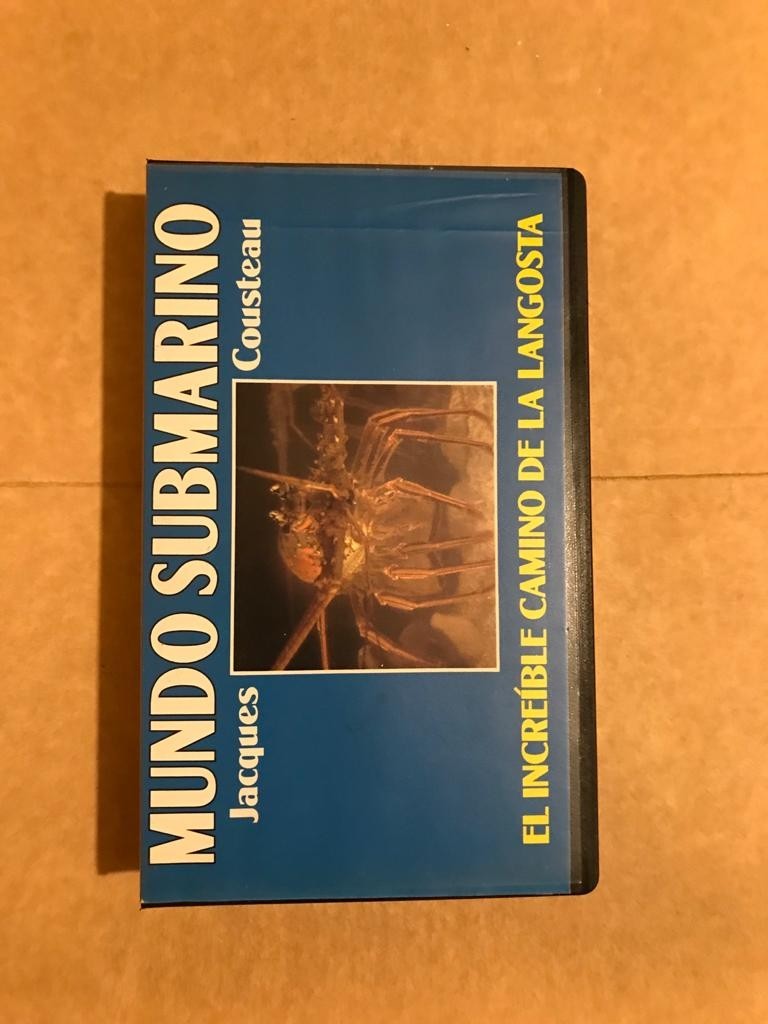 MUNDO SUBMARINO
Jacques Cousteau
EL INCREÍBLE CAMINO DE LA LANGOSTA